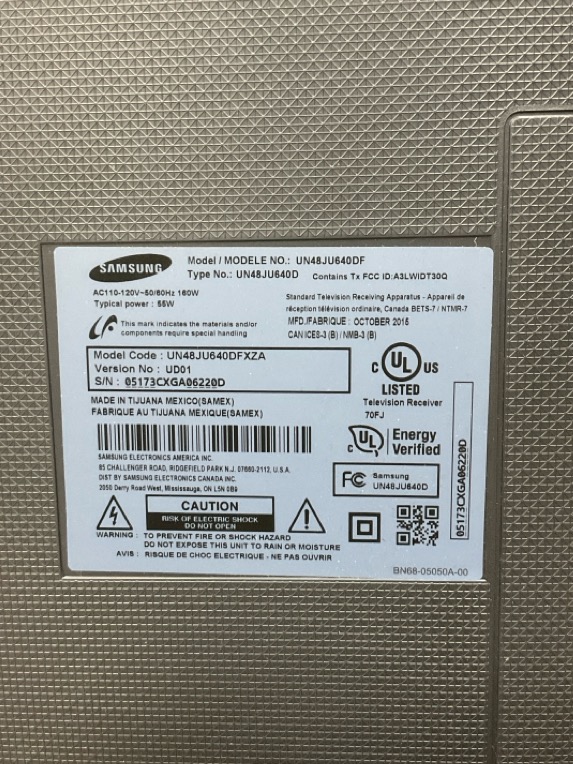 SAMSUNG
Model / MODELE NO.: UN48JU640DF
Type No.: UN48JU640D Contains Tx FCC ID:A3LWIDT30Q
AC110-120V~50/60Hz 160W
Typical power : 55W
Standard Television Receiving Apparatus - Appareil de
réception télévision ordinaire, Canada BETS-7 / NTMR-7
This mark indicates the materials and/or
components require special handling
MFD./FABRIQUE : OCTOBER 2015
CAN ICES-3 (B) / NMB-3 (B)
Model Code : UN48JU640DFXZA
Version No : UD01
S/N : 05173CXGA06220D
C UL US
LISTED
Television Receiver
70FJ
MADE IN TIJUANA MEXICO(SAMEX)
FABRIQUE AU TIJUANA MEXIQUE(SAMEX)
C UL Energy
Verified
SAMSUNG ELECTRONICS AMERICA INC.
85 CHALLENGER ROAD, RIDGEFIELD PARK N.J. 07660-2112, U.S.A.
DIST BY SAMSUNG ELECTRONICS CANADA INC.
2050 Derry Road West, Mississauga, ON L5N 0B9
FC Samsung
UN48JU640D
05173CXGA06220D
CAUTION
RISK OF ELECTRIC SHOCK
DO NOT OPEN
WARNING : TO PREVENT FIRE OR SHOCK HAZARD
DO NOT EXPOSE THIS UNIT TO RAIN OR MOISTURE
AVIS : RISQUE DE CHOC ELECTRIQUE - NE PAS OUVRIR
BN68-05050A-00